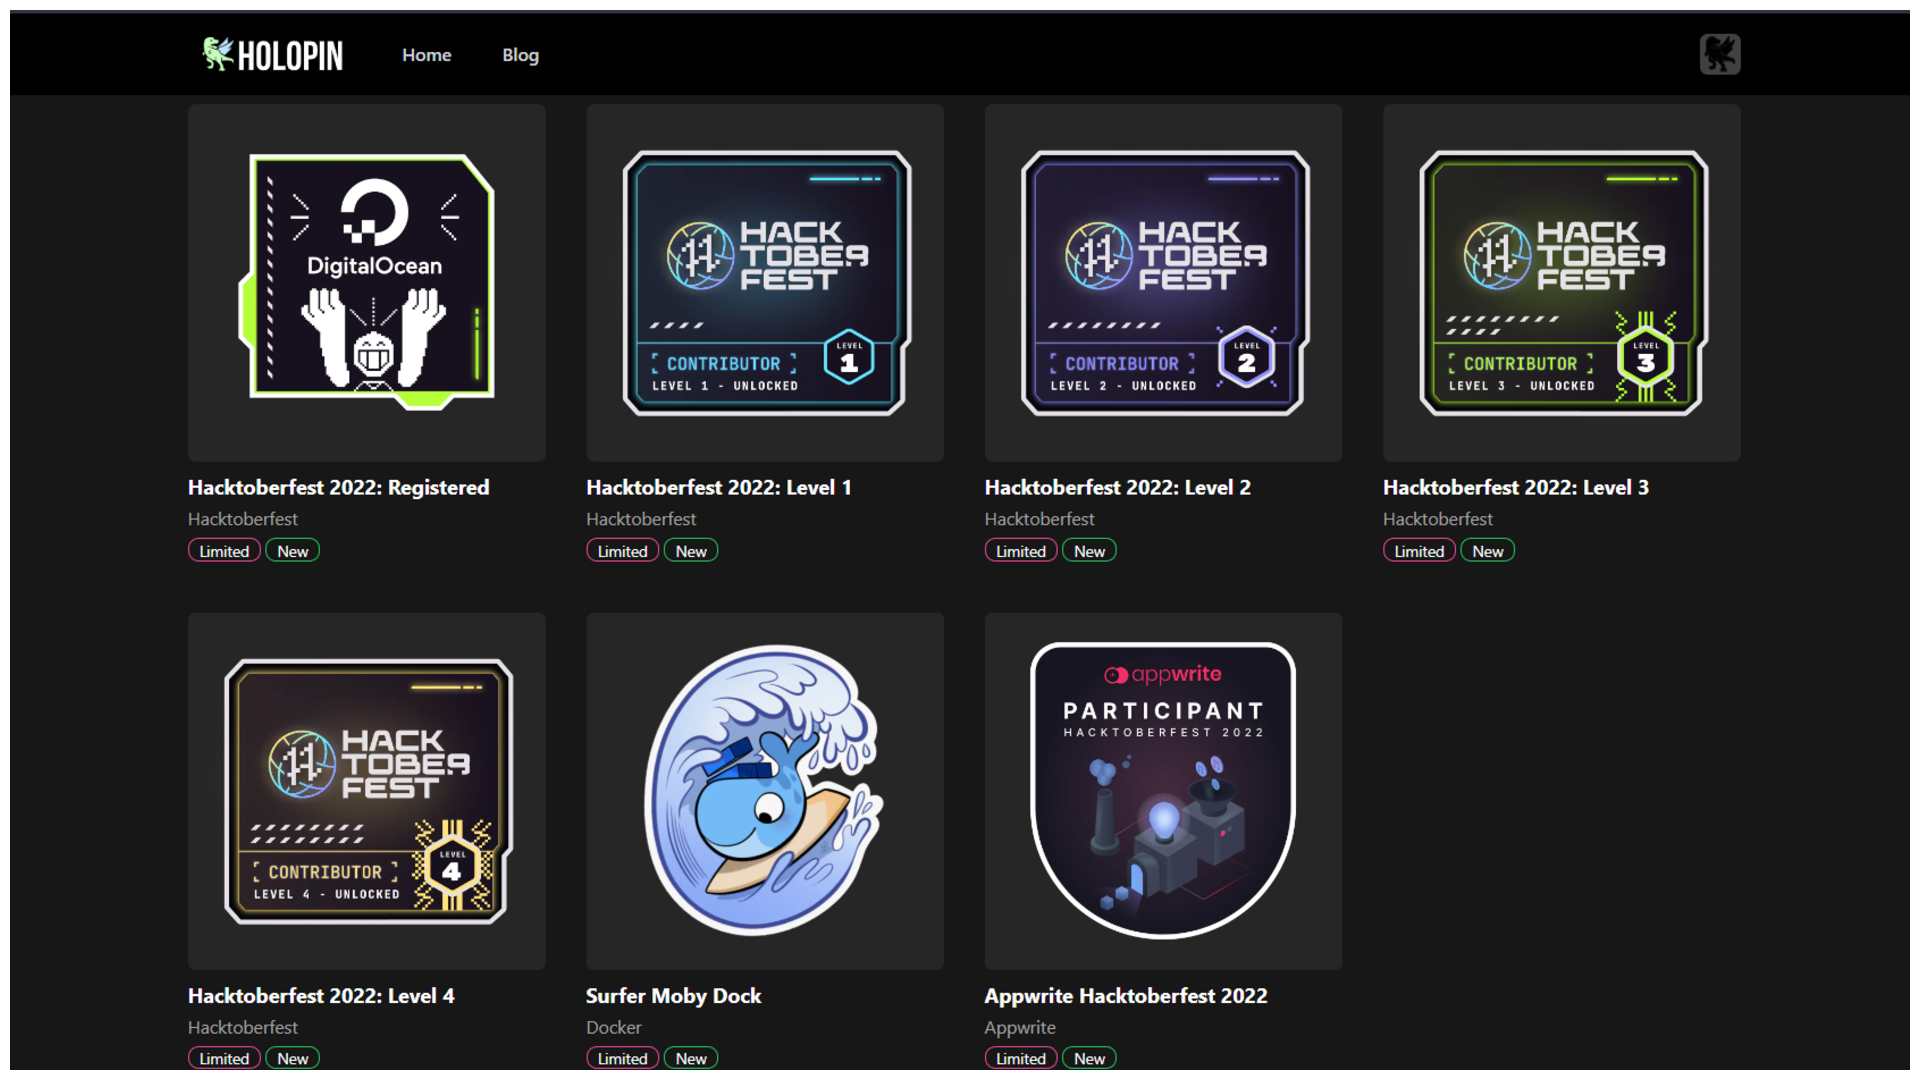 HOLOPIN
Home
Blog
DigitalOcean
HACK
TOBER
FEST
[ CONTRIBUTOR ]
LEVEL 1 - UNLOCKED
LEVEL
1
HACK
TOBER
FEST
[ CONTRIBUTOR ]
LEVEL 2 - UNLOCKED
LEVEL
2
HACK
TOBER
FEST
[ CONTRIBUTOR ]
LEVEL 3 - UNLOCKED
LEVEL
3
Hacktoberfest 2022: Registered
Hacktoberfest
Limited New
Hacktoberfest 2022: Level 1
Hacktoberfest
Limited New
Hacktoberfest 2022: Level 2
Hacktoberfest
Limited New
Hacktoberfest 2022: Level 3
Hacktoberfest
Limited New
HACK
TOBER
FEST
[ CONTRIBUTOR ]
LEVEL 4 - UNLOCKED
LEVEL
4
appwrite
PARTICIPANT
HACKTOBERFEST 2022
Hacktoberfest 2022: Level 4
Hacktoberfest
Limited New
Surfer Moby Dock
Docker
Limited New
Appwrite Hacktoberfest 2022
Appwrite
Limited New